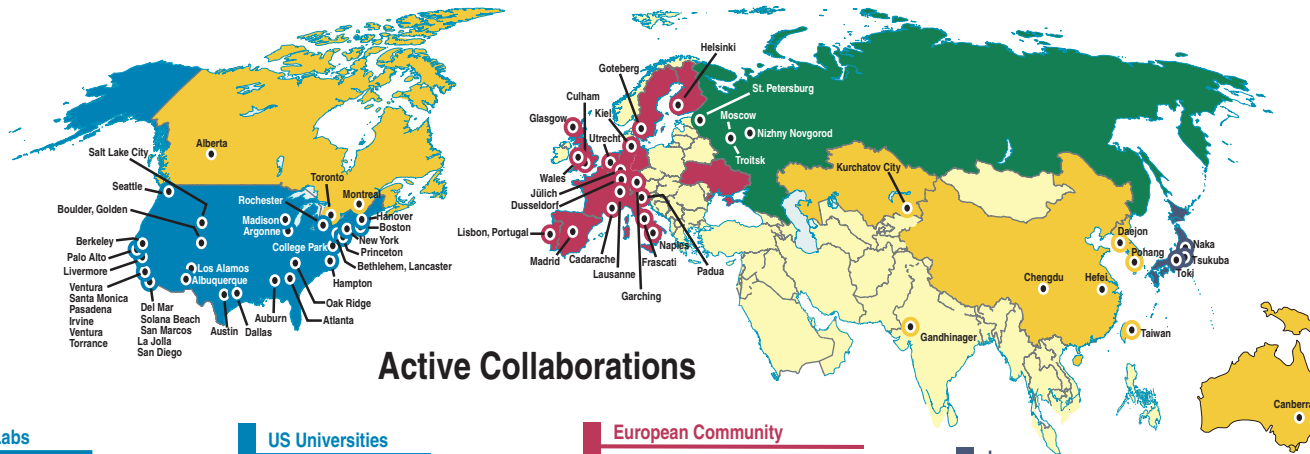 Helsinki
Goteberg
St. Petersburg
Culham
Kiel
Moscow
Glasgow
Nizhny Novgorod
Utrecht
Troitsk
Alberta
Salt Lake City
Kurchatov City
Wales
Toronto
Seattle
Jülich
Montreal
Rochester
Dusseldorf
Boulder, Golden
Hanover
Madison
Boston
Argonne
Lisbon, Portugal
Daejon
New York
Berkeley
College Park
Naples
Naka
Princeton
Pohang
Palo Alto
Madrid
Cadarache
Frascati
Tsukuba
Bethlehem, Lancaster
Los Alamos
Padua
Livermore
Lausanne
Toki
Chengdu
Hefei
Albuquerque
Hampton
Ventura
Garching
Santa Monica
Oak Ridge
Pasadena
Del Mar
Irvine
Solana Beach
Auburn
Atlanta
Ventura
San Marcos
Austin
Dallas
Taiwan
Torrance
La Jolla
Gandhinager
San Diego
Active Collaborations
Canberra
Labs
US Universities
European Community